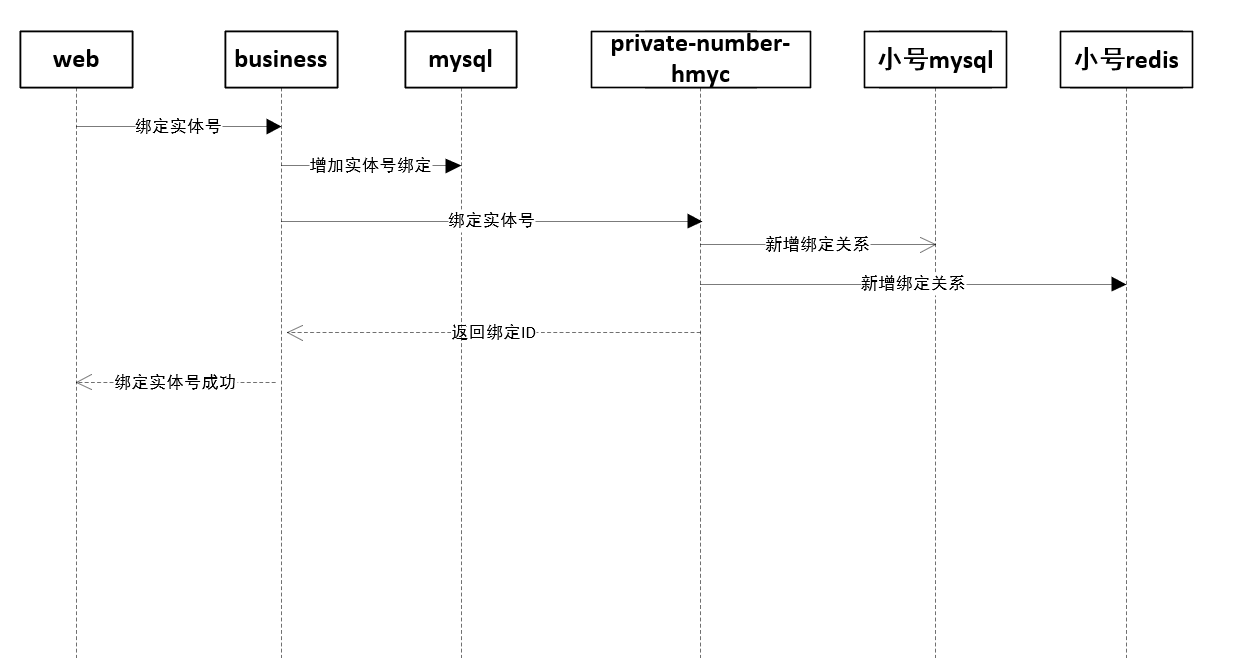 web
business
mysql
private-number-
hmyc
小号mysql
小号redis
绑定实体号
增加实体号绑定
绑定实体号
新增绑定关系
新增绑定关系
返回绑定ID
绑定实体号成功